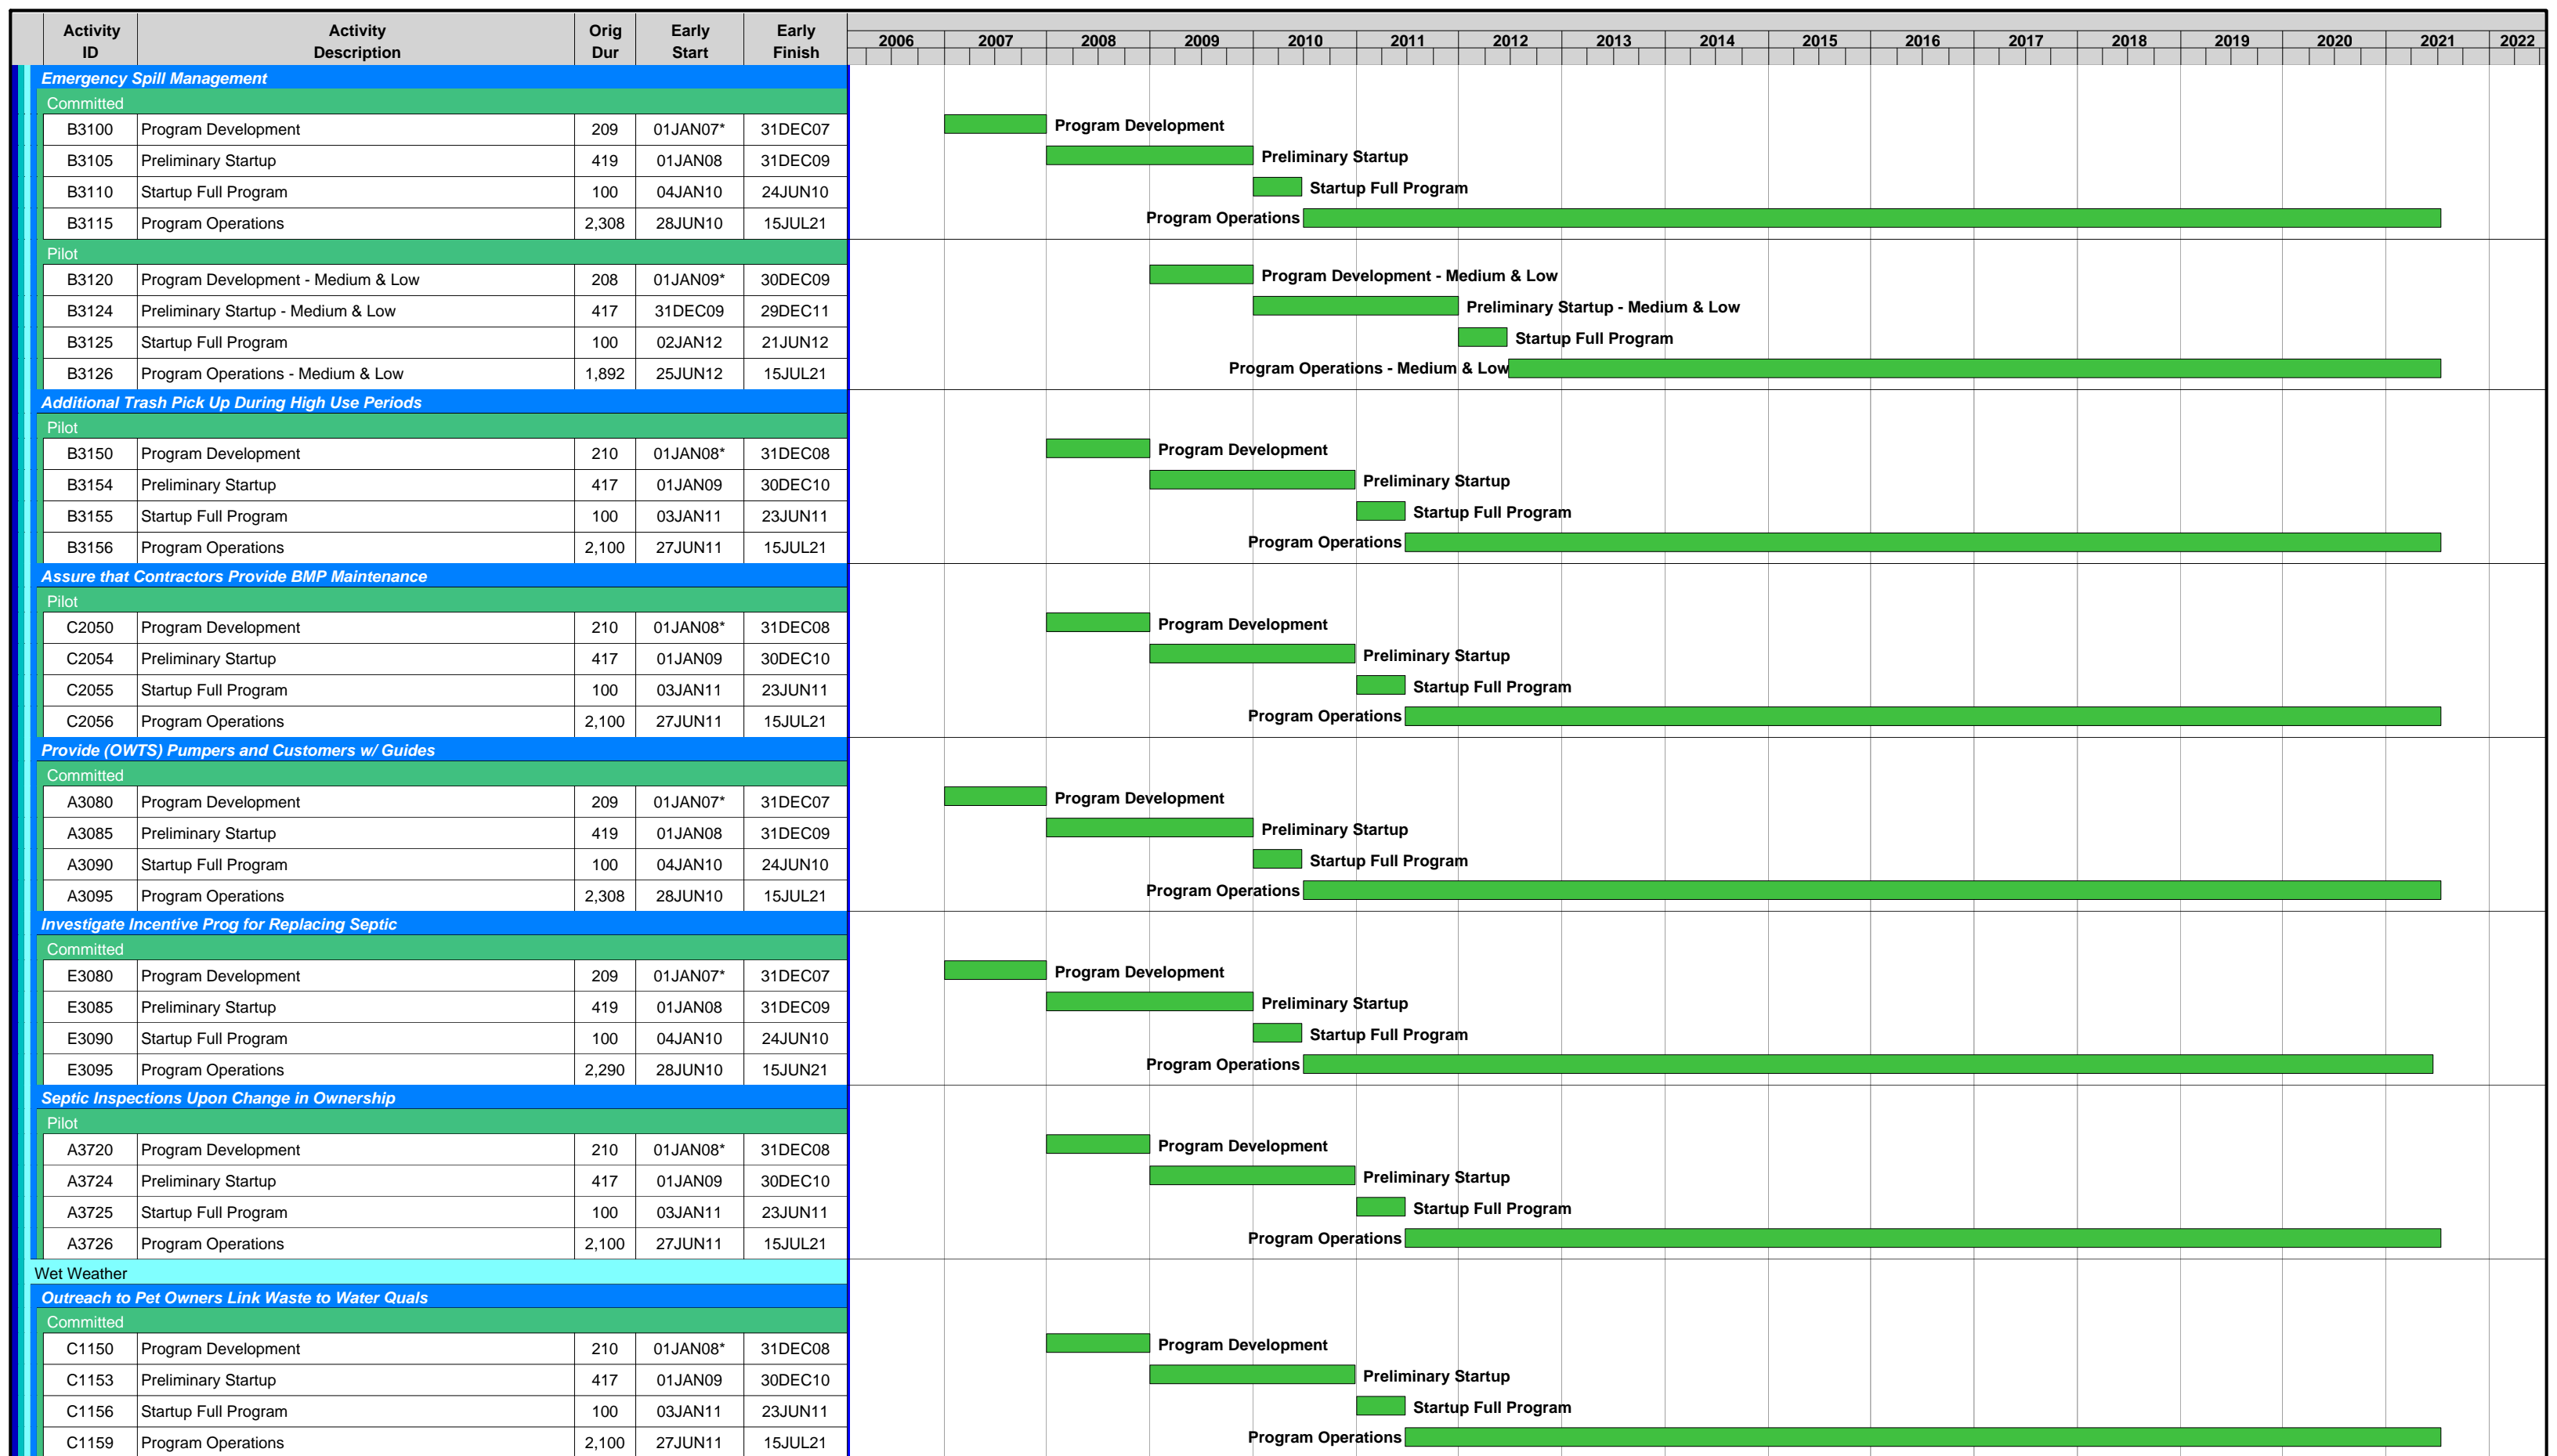 Activity ID Activity Description Orig Dur Early Start Early Finish 2006 2007 2008 2009 2010 2011 2012 2013 2014 2015 2016 2017 2018 2019 2020 2021 2022
Emergency Spill Management
Committed
B3100 Program Development 209 01JAN07* 31DEC07 Program Development
B3105 Preliminary Startup 419 01JAN08 31DEC09 Preliminary Startup
B3110 Startup Full Program 100 04JAN10 24JUN10 Startup Full Program
B3115 Program Operations 2,308 28JUN10 15JUL21 Program Operations
Pilot
B3120 Program Development - Medium & Low 208 01JAN09* 30DEC09 Program Development - Medium & Low
B3124 Preliminary Startup - Medium & Low 417 31DEC09 29DEC11 Preliminary Startup - Medium & Low
B3125 Startup Full Program 100 02JAN12 21JUN12 Startup Full Program
B3126 Program Operations - Medium & Low 1,892 25JUN12 15JUL21 Program Operations - Medium & Low
Additional Trash Pick Up During High Use Periods
Pilot
B3150 Program Development 210 01JAN08* 31DEC08 Program Development
B3154 Preliminary Startup 417 01JAN09 30DEC10 Preliminary Startup
B3155 Startup Full Program 100 03JAN11 23JUN11 Startup Full Program
B3156 Program Operations 2,100 27JUN11 15JUL21 Program Operations
Assure that Contractors Provide BMP Maintenance
Pilot
C2050 Program Development 210 01JAN08* 31DEC08 Program Development
C2054 Preliminary Startup 417 01JAN09 30DEC10 Preliminary Startup
C2055 Startup Full Program 100 03JAN11 23JUN11 Startup Full Program
C2056 Program Operations 2,100 27JUN11 15JUL21 Program Operations
Provide (OWTS) Pumpers and Customers w/ Guides
Committed
A3080 Program Development 209 01JAN07* 31DEC07 Program Development
A3085 Preliminary Startup 419 01JAN08 31DEC09 Preliminary Startup
A3090 Startup Full Program 100 04JAN10 24JUN10 Startup Full Program
A3095 Program Operations 2,308 28JUN10 15JUL21 Program Operations
Investigate Incentive Prog for Replacing Septic
Committed
E3080 Program Development 209 01JAN07* 31DEC07 Program Development
E3085 Preliminary Startup 419 01JAN08 31DEC09 Preliminary Startup
E3090 Startup Full Program 100 04JAN10 24JUN10 Startup Full Program
E3095 Program Operations 2,290 28JUN10 15JUN21 Program Operations
Septic Inspections Upon Change in Ownership
Pilot
A3720 Program Development 210 01JAN08* 31DEC08 Program Development
A3724 Preliminary Startup 417 01JAN09 30DEC10 Preliminary Startup
A3725 Startup Full Program 100 03JAN11 23JUN11 Startup Full Program
A3726 Program Operations 2,100 27JUN11 15JUL21 Program Operations
Wet Weather
Outreach to Pet Owners Link Waste to Water Quals
Committed
C1150 Program Development 210 01JAN08* 31DEC08 Program Development
C1153 Preliminary Startup 417 01JAN09 30DEC10 Preliminary Startup
C1156 Startup Full Program 100 03JAN11 23JUN11 Startup Full Program
C1159 Program Operations 2,100 27JUN11 15JUL21 Program Operations